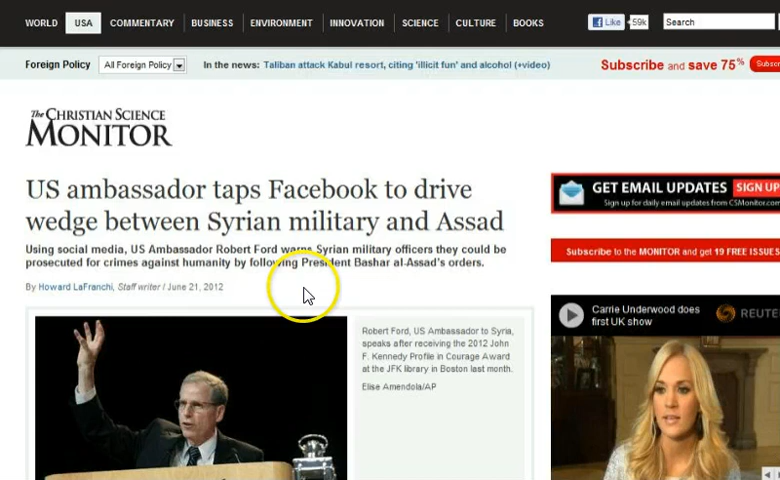 WORLD USA COMMENTARY BUSINESS ENVIRONMENT INNOVATION SCIENCE CULTURE BOOKS Like 59k Search
Foreign Policy All Foreign Policy In the news: Taliban attack Kabul resort, citing 'illicit fun' and alcohol (+video) Subscribe and save 75%
The CHRISTIAN SCIENCE
MONITOR
US ambassador taps Facebook to drive
wedge between Syrian military and Assad
Using social media, US Ambassador Robert Ford warns Syrian military officers they could be
prosecuted for crimes against humanity by following President Bashar al-Assad's orders.
By Howard LaFranchi, Staff writer / June 21, 2012
Robert Ford, US Ambassador to Syria,
speaks after receiving the 2012 John
F. Kennedy Profile in Courage Award
at the JFK library in Boston last month.
Elise Amendola/AP
GET EMAIL UPDATES SIGN UP
Sign up for daily email updates from CSMonitor.com
Subscribe to the MONITOR and get 19 FREE ISSUES
Carrie Underwood does
first UK show
REUTE